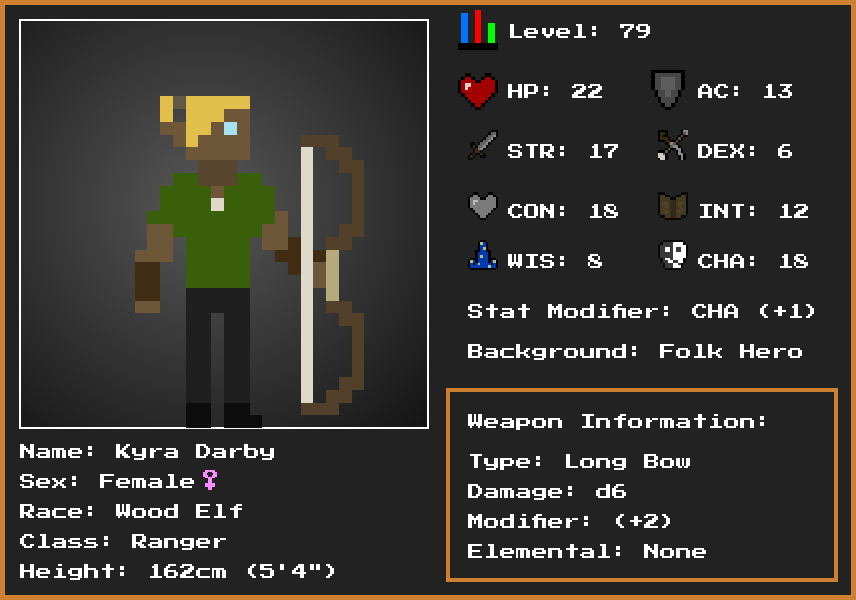 Level: 79
HP: 22 AC: 13
STR: 17 DEX: 6
CON: 18 INT: 12
WIS: 8 CHA: 18
Stat Modifier: CHA (+1)
Background: Folk Hero
Weapon Information:
Type: Long Bow
Damage: d6
Modifier: (+2)
Elemental: None
Name: Kyra Darby
Sex: Female♀
Race: Wood Elf
Class: Ranger
Height: 162cm (5'4")